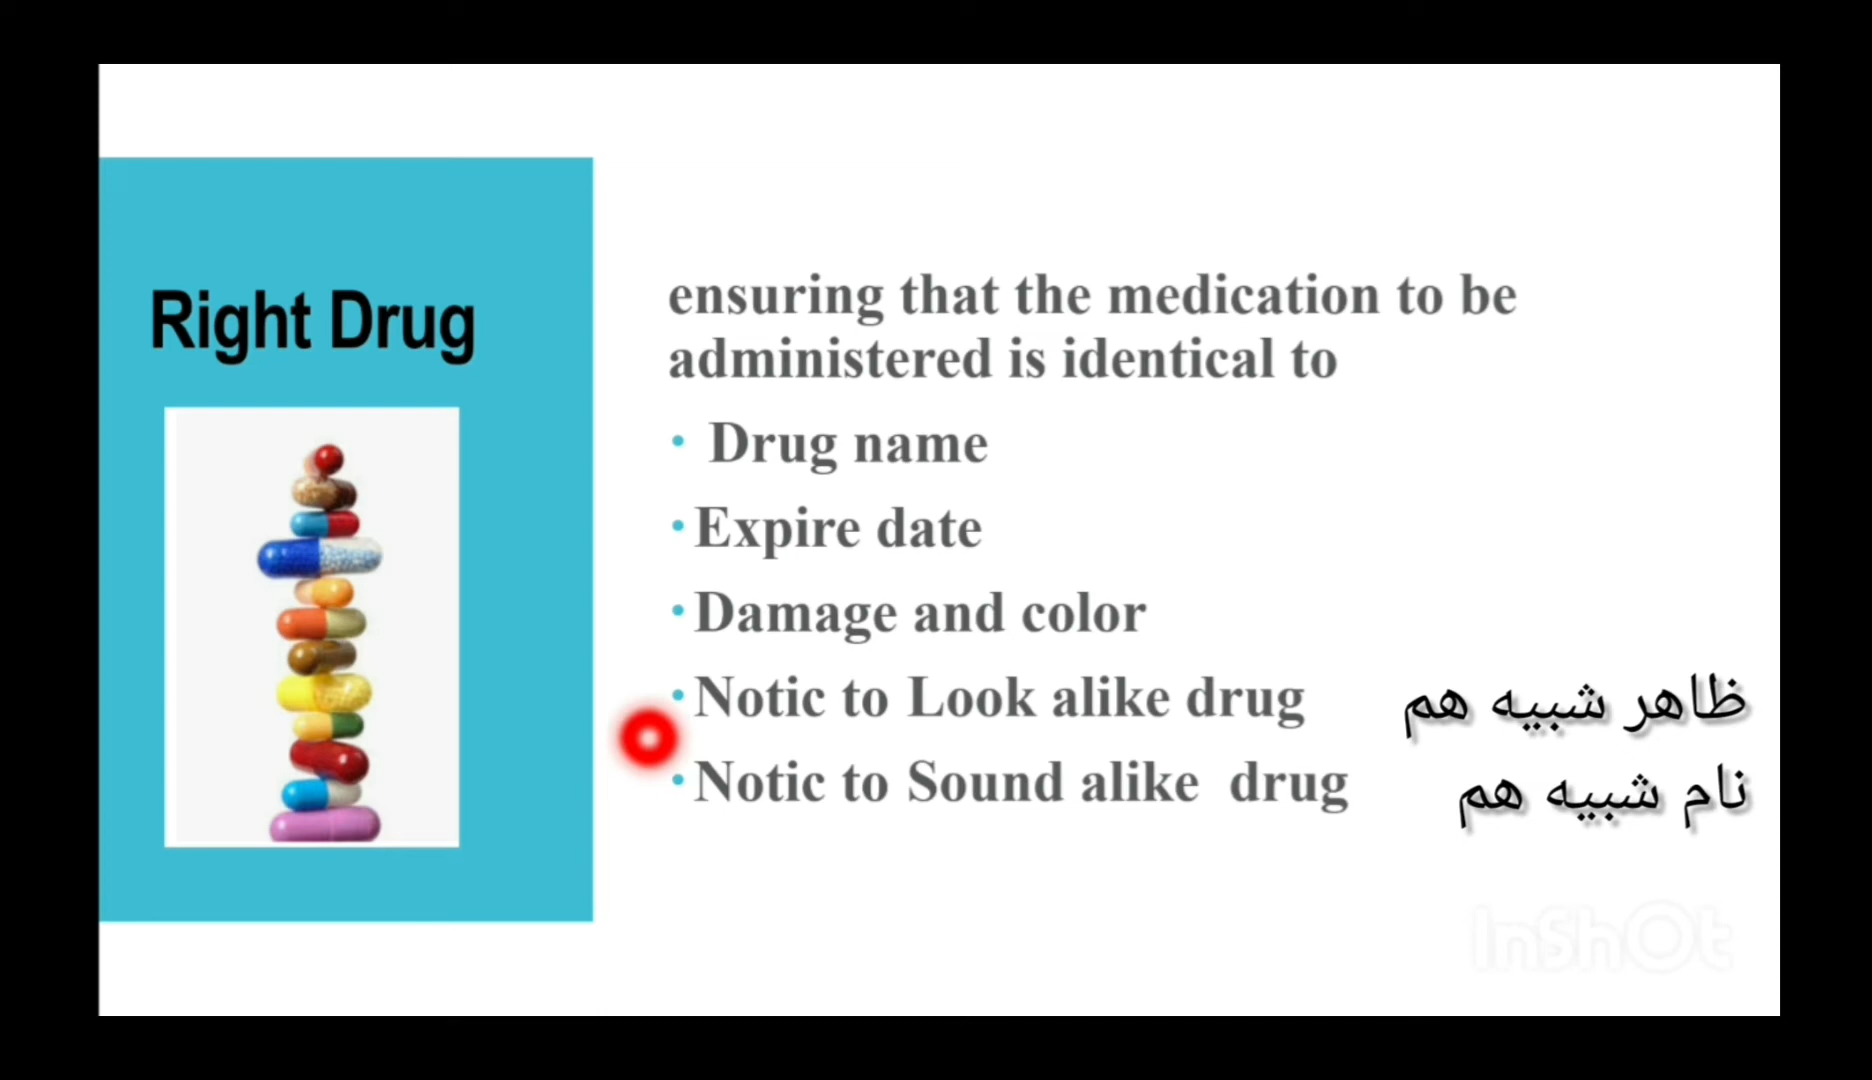 Right Drug
ensuring that the medication to be
administered is identical to
• Drug name
• Expire date
• Damage and color
• Notic to Look alike drug
ظاهر شبیه هم
• Notic to Sound alike drug
نام شبیه هم
InShOt